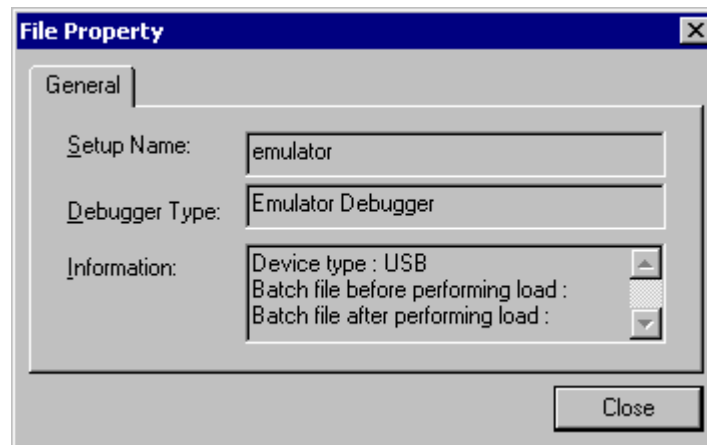 File Property
General
Setup Name: emulator
Debugger Type: Emulator Debugger
Information: Device type : USB
Batch file before performing load :
Batch file after performing load :
Close